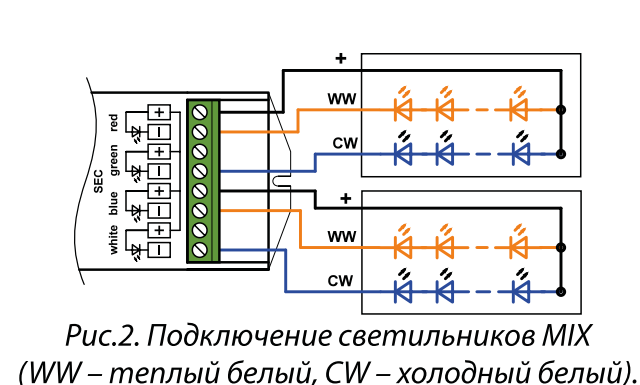 +
WW
CW
SEC
red
+
−
green
+
−
blue
+
−
white
+
−
+
WW
CW
Рис.2. Подключение светильников MIX
(WW – теплый белый, CW – холодный белый).